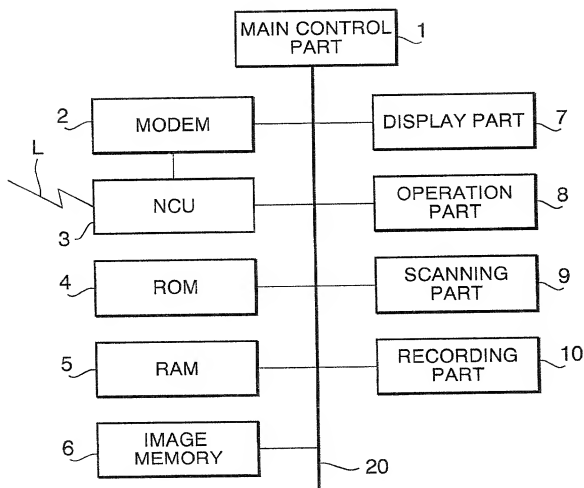 MAIN CONTROL
PART
1
2
MODEM
DISPLAY PART
7
L
NCU
3
OPERATION
PART
8
4
ROM
SCANNING
PART
9
5
RAM
RECORDING
PART
10
6
IMAGE
MEMORY
20